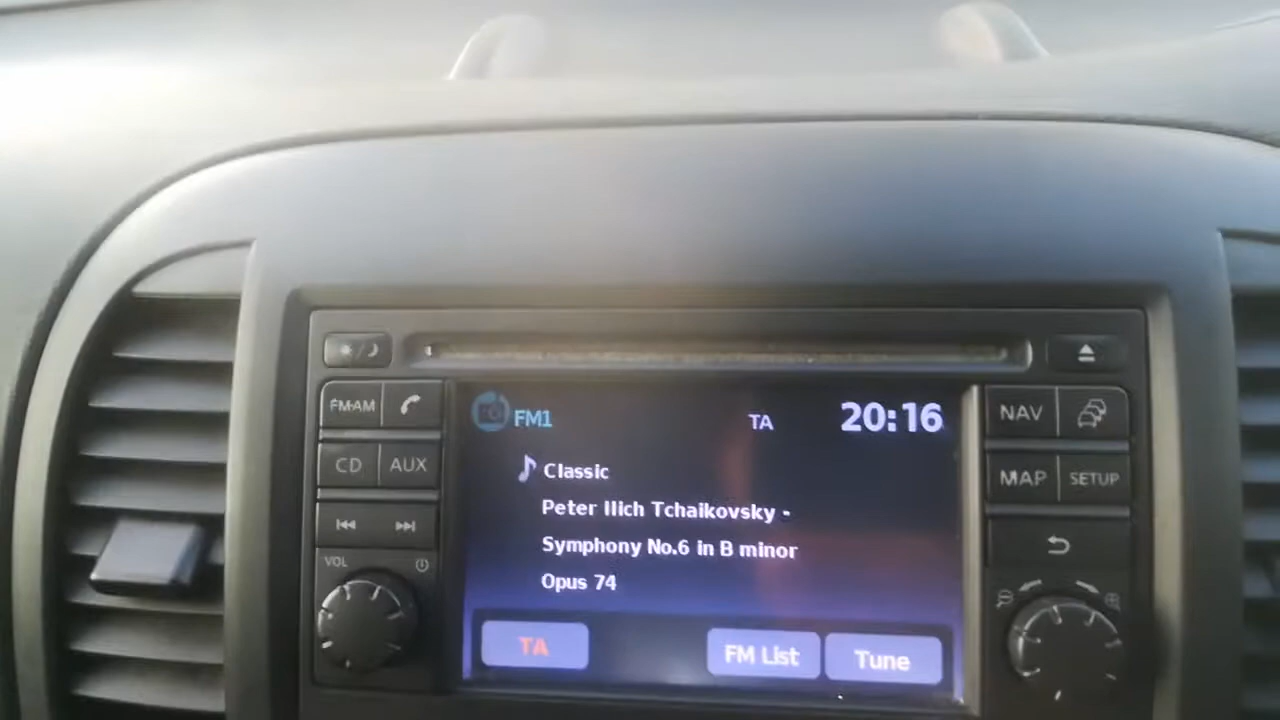 FM·AM
CD AUX
VOL
FM1 TA 20:16
Classic
Peter Ilich Tchaikovsky -
Symphony No.6 in B minor
Opus 74
TA FM List Tune
NAV
MAP SETUP